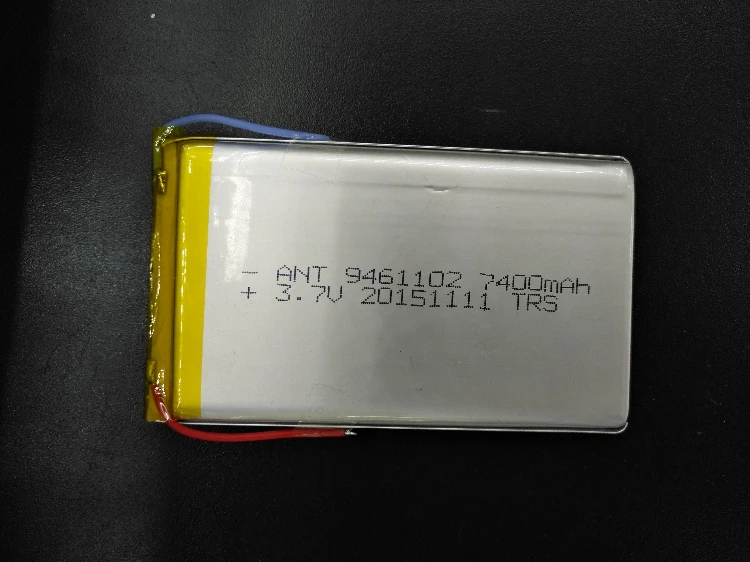 - ANT 9461102 7400mAh
+ 3.7V 20151111 TRS